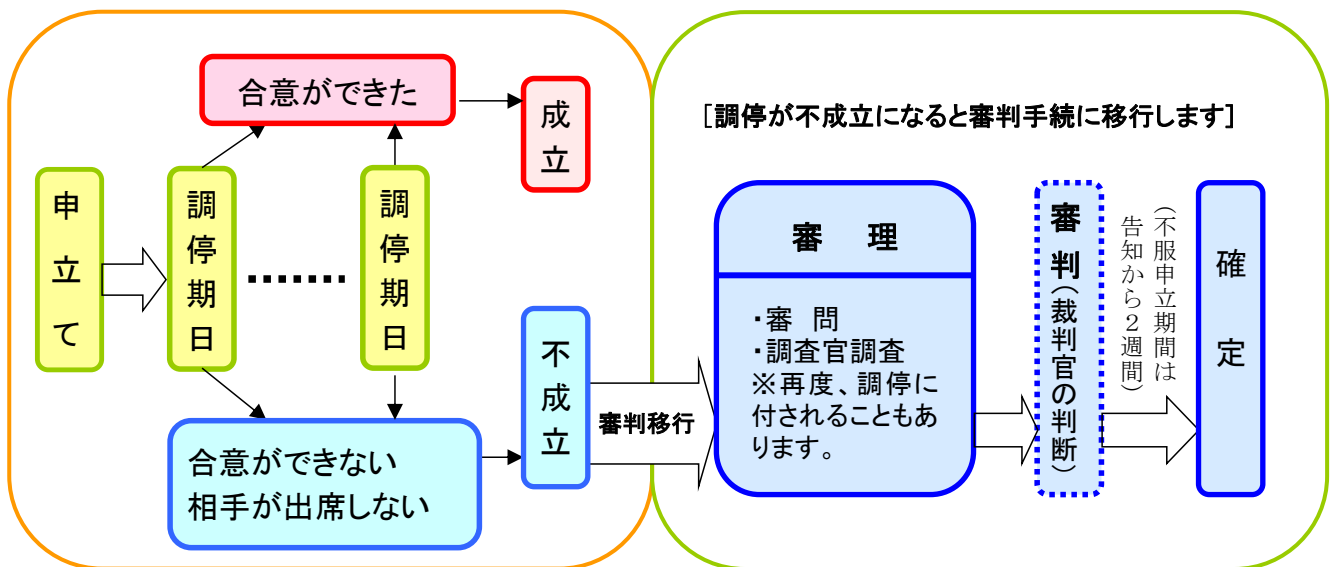 申立て
調停期日
調停期日
合意ができた
成立
合意ができない
相手が出席しない
不成立
審判移行
[調停が不成立になると審判手続に移行します]
審　理
・審　問
・調査官調査
※再度、調停に
付されることもあ
ります。
審判(裁判官の判断)
(不服申立期間は
告知から２週間)
確定